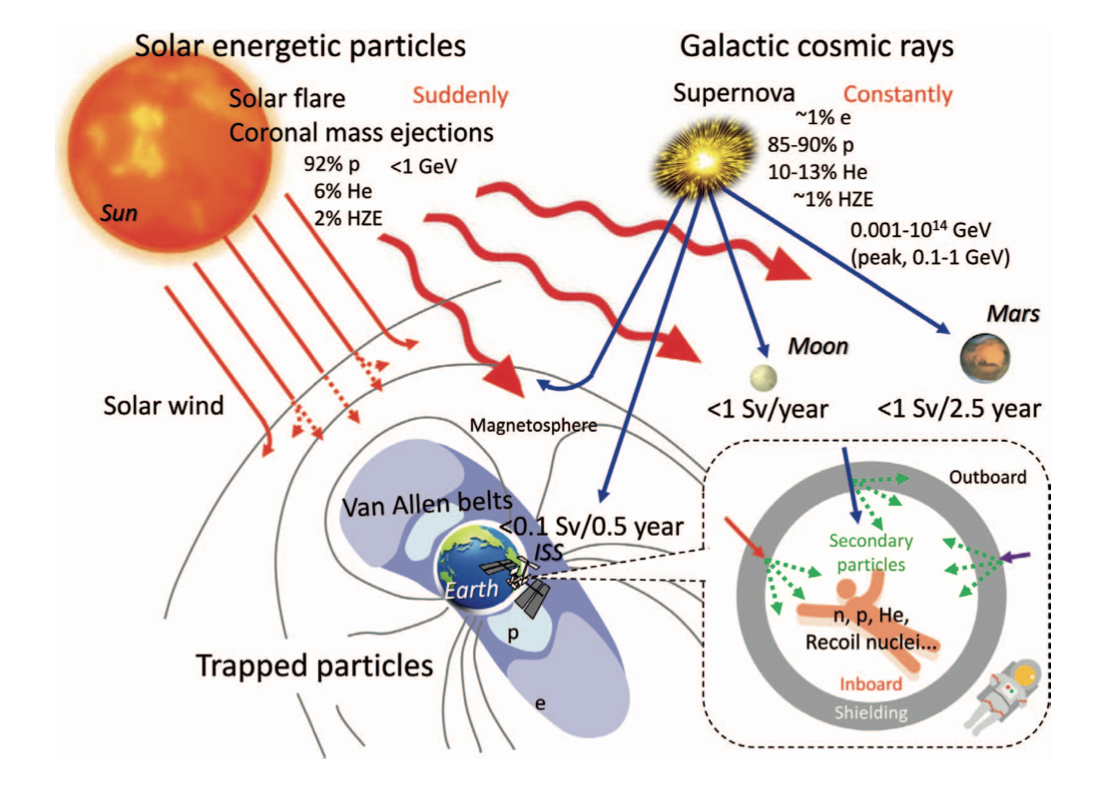 Solar energetic particles
Solar flare
Suddenly
Coronal mass ejections
92% p
<1 GeV
6% He
2% HZE
Sun
Galactic cosmic rays
Supernova
Constantly
~1% e
85-90% p
10-13% He
~1% HZE
0.001-10¹⁴ GeV
(peak, 0.1-1 GeV)
Mars
Moon
<1 Sv/year
<1 Sv/2.5 year
Solar wind
Magnetosphere
Van Allen belts
<0.1 Sv/0.5 year
ISS
Earth
p
e
Trapped particles
Outboard
Secondary
particles
n, p, He,
Recoil nuclei...
Inboard
Shielding